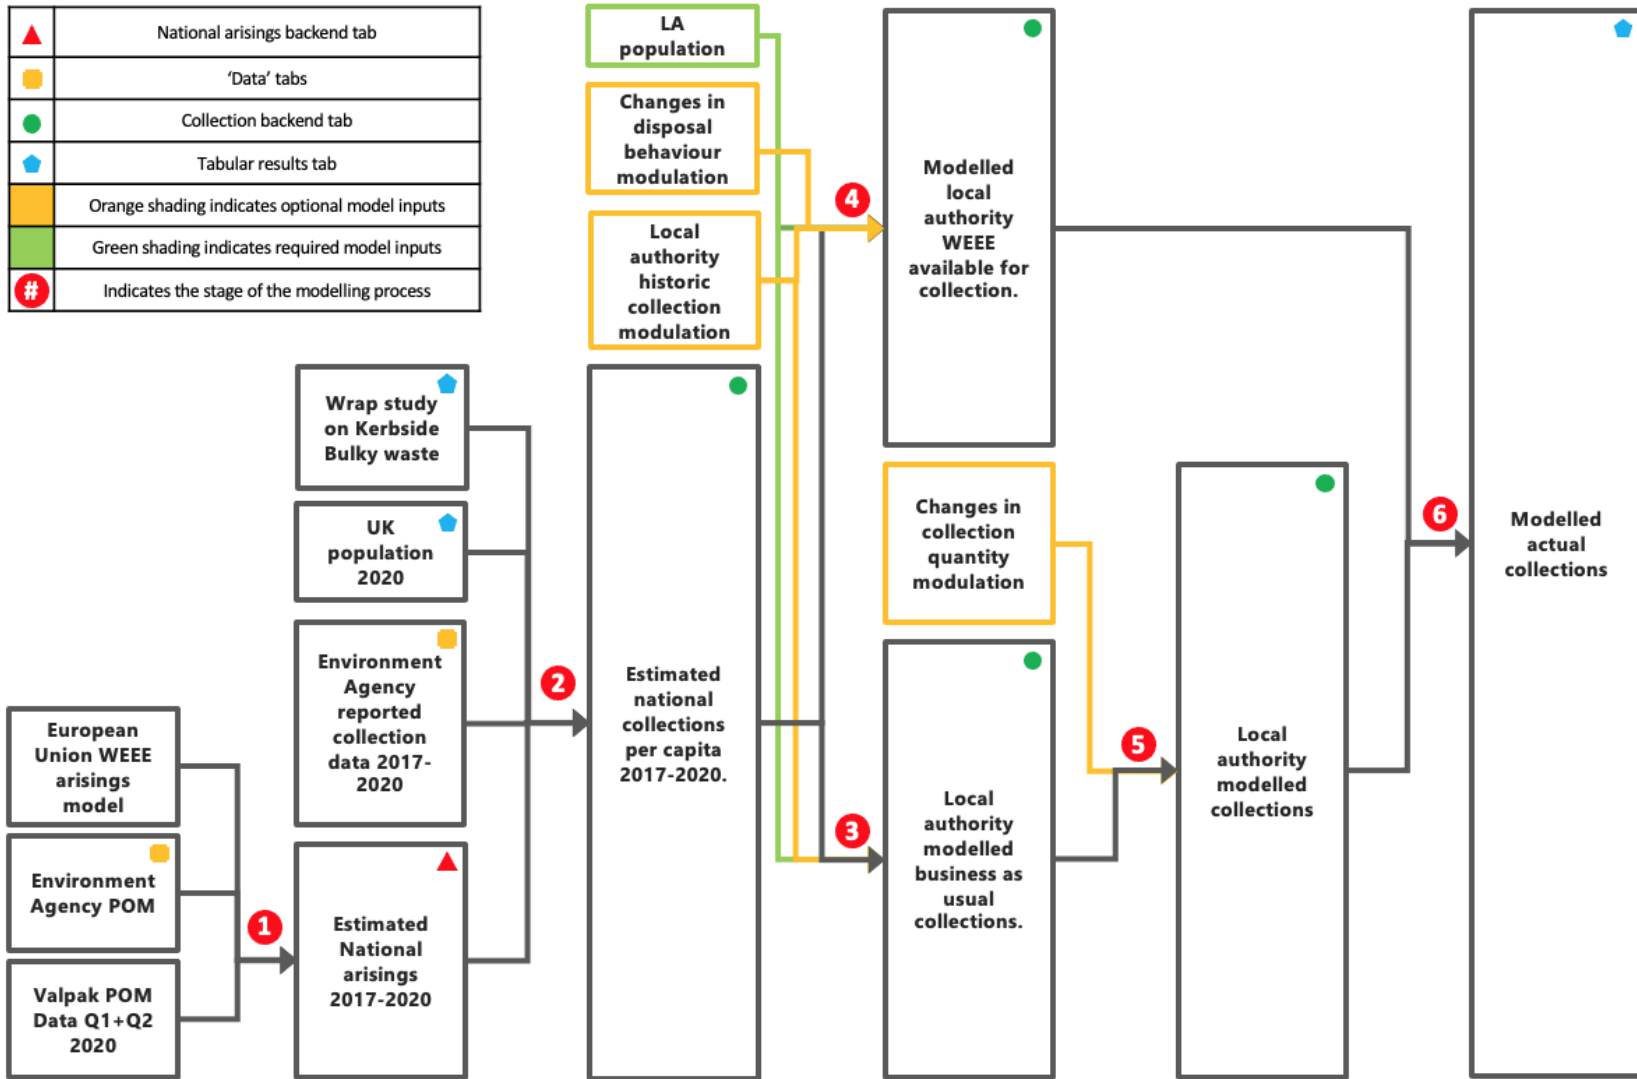 National arisings backend tab
‘Data’ tabs
Collection backend tab
Tabular results tab
Orange shading indicates optional model inputs
Green shading indicates required model inputs
#
Indicates the stage of the modelling process
European
Union WEEE
arisings
model
Environment
Agency POM
Valpak POM
Data Q1+Q2
2020
1
Wrap study
on Kerbside
Bulky waste
UK
population
2020
Environment
Agency
reported
collection
data 2017-
2020
Estimated
National
arisings
2017-2020
2
LA
population
Changes in
disposal
behaviour
modulation
Local
authority
historic
collection
modulation
Estimated
national
collections
per capita
2017-2020.
4
3
Modelled
local
authority
WEEE
available for
collection.
Changes in
collection
quantity
modulation
Local
authority
modelled
business as
usual
collections.
5
Local
authority
modelled
collections
6
Modelled
actual
collections